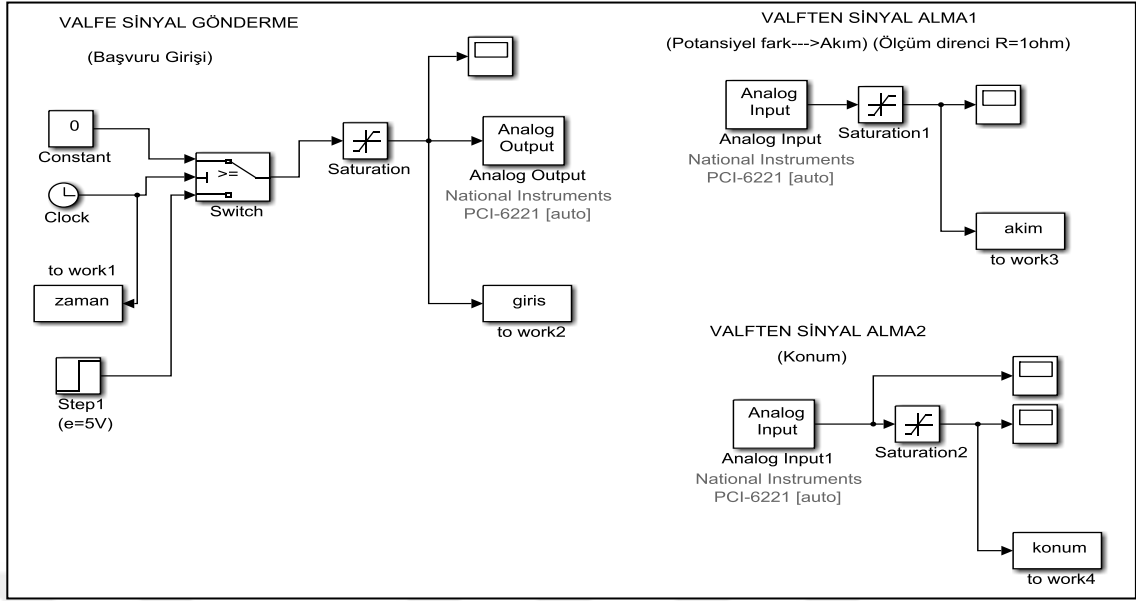 VALFE SİNYAL GÖNDERME
(Başvuru Girişi)
0
Constant
Clock
to work1
zaman
Step1
(e=5V)
>=
Switch
Saturation
Analog
Output
Analog Output
National Instruments
PCI-6221 [auto]
giris
to work2
VALFTEN SİNYAL ALMA1
(Potansiyel fark--->Akım) (Ölçüm direnci R=1ohm)
Analog
Input
Analog Input
National Instruments
PCI-6221 [auto]
Saturation1
akim
to work3
VALFTEN SİNYAL ALMA2
(Konum)
Analog
Input
Analog Input1
National Instruments
PCI-6221 [auto]
Saturation2
konum
to work4